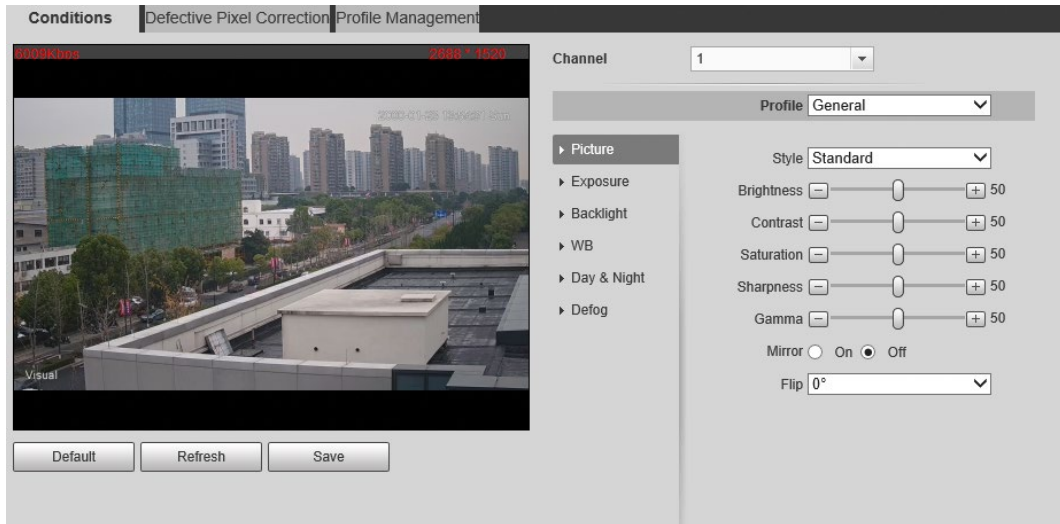 Conditions
Defective Pixel Correction
Profile Management
6009Kbps
2688 * 1520
Visual
Default
Refresh
Save
Channel
1
Profile General
Picture
Exposure
Backlight
WB
Day & Night
Defog
Style Standard
Brightness 50
Contrast 50
Saturation 50
Sharpness 50
Gamma 50
Mirror On Off
Flip 0°